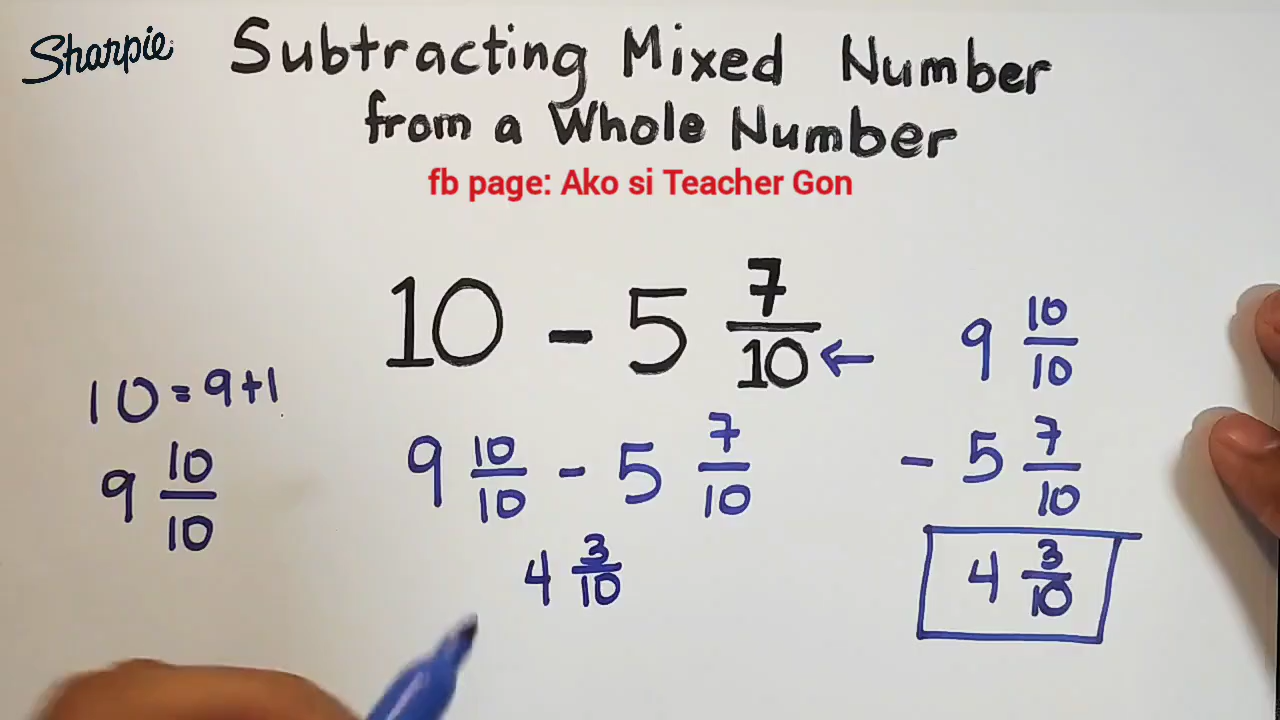 Sharpie
Subtracting Mixed Number
from a Whole Number
fb page: Ako si Teacher Gon
10 - 5 7/10 ←
10 = 9+1
9 10/10
9 10/10 - 5 7/10
4 3/10
9 10/10
- 5 7/10
4 3/10